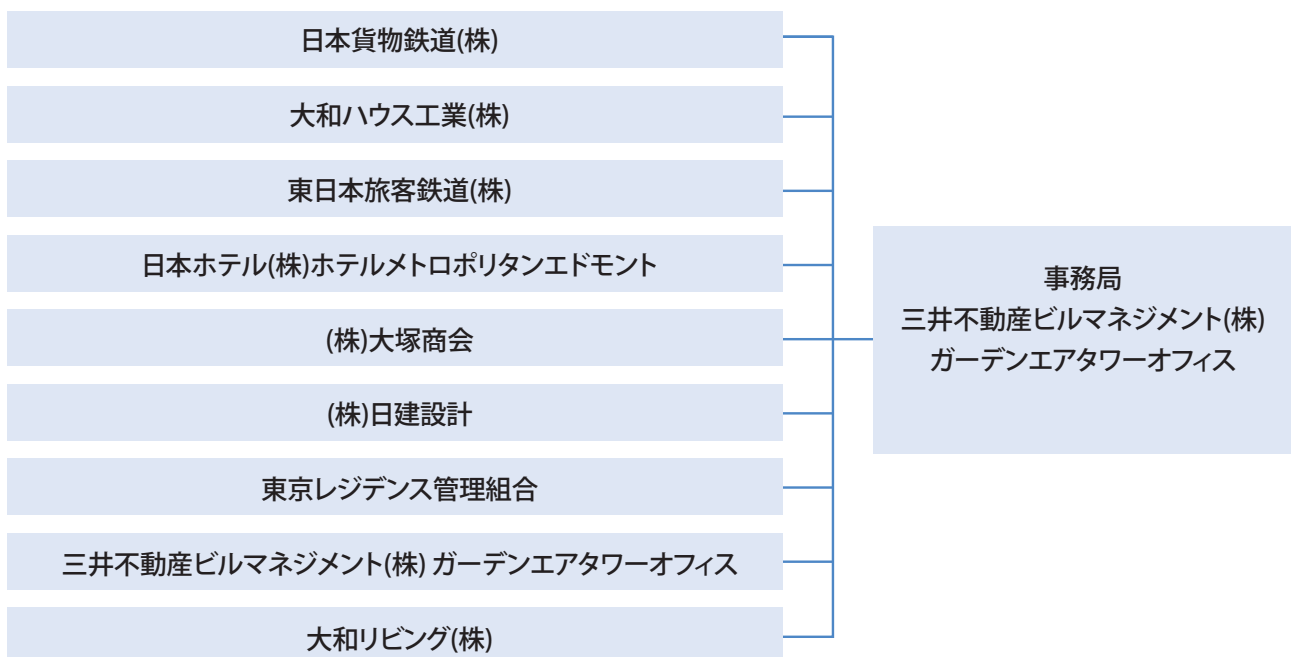 日本貨物鉄道(株)
大和ハウス工業(株)
東日本旅客鉄道(株)
日本ホテル(株)ホテルメトロポリタンエドモント
(株)大塚商会
(株)日建設計
東京レジデンス管理組合
三井不動産ビルマネジメント(株) ガーデンエアタワーオフィス
大和リビング(株)
事務局
三井不動産ビルマネジメント(株)
ガーデンエアタワーオフィス